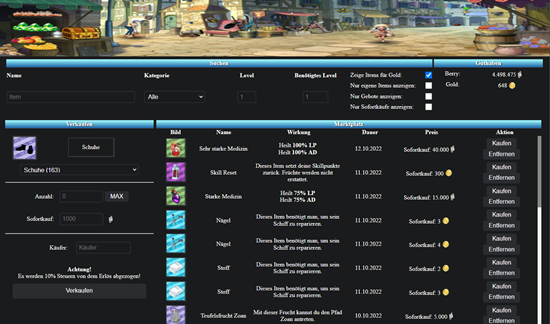 Suchen
Guthaben
Name Kategorie Level Benötigtes Level
Zeige Items für Gold:
Nur eigene Items anzeigen:
Nur Gebote anzeigen:
Nur Sofortkäufe anzeigen:
Item Alle 1 1
Berry: 4.498.475
Gold: 648
Verkaufen
Schuhe
Schuhe (163)
Anzahl: 0 MAX
Sofortkauf: 1000
Käufer: Käufer
Achtung!
Es werden 10% Steuern von dem Erlös abgezogen!
Verkaufen
Marktplatz
Bild Name Wirkung Dauer Preis Aktion
Sehr starke Medizin Heilt 100% LP
Heilt 100% AD 12.10.2022 Sofortkauf: 40.000 Kaufen
Entfernen
Skill Reset Dieses Item setzt deine Skillpunkte
zurück. Früchte werden nicht
erstattet. 11.10.2022 Sofortkauf: 300 Kaufen
Entfernen
Starke Medizin Heilt 75% LP
Heilt 75% AD 11.10.2022 Sofortkauf: 15.000 Kaufen
Entfernen
Nägel Dieses Item benötigt man, um sein
Schiff zu reparieren. 11.10.2022 Sofortkauf: 3 Kaufen
Entfernen
Nägel Dieses Item benötigt man, um sein
Schiff zu reparieren. 11.10.2022 Sofortkauf: 4 Kaufen
Entfernen
Stoff Dieses Item benötigt man, um sein
Schiff zu reparieren. 11.10.2022 Sofortkauf: 2 Kaufen
Entfernen
Stoff Dieses Item benötigt man, um sein
Schiff zu reparieren. 11.10.2022 Sofortkauf: 3 Kaufen
Entfernen
Teufelsfrucht Zoan Mit dieser Frucht kannst du den Pfad
Zoan antreten. 10.10.2022 Sofortkauf: 5.000 Kaufen
Entfernen